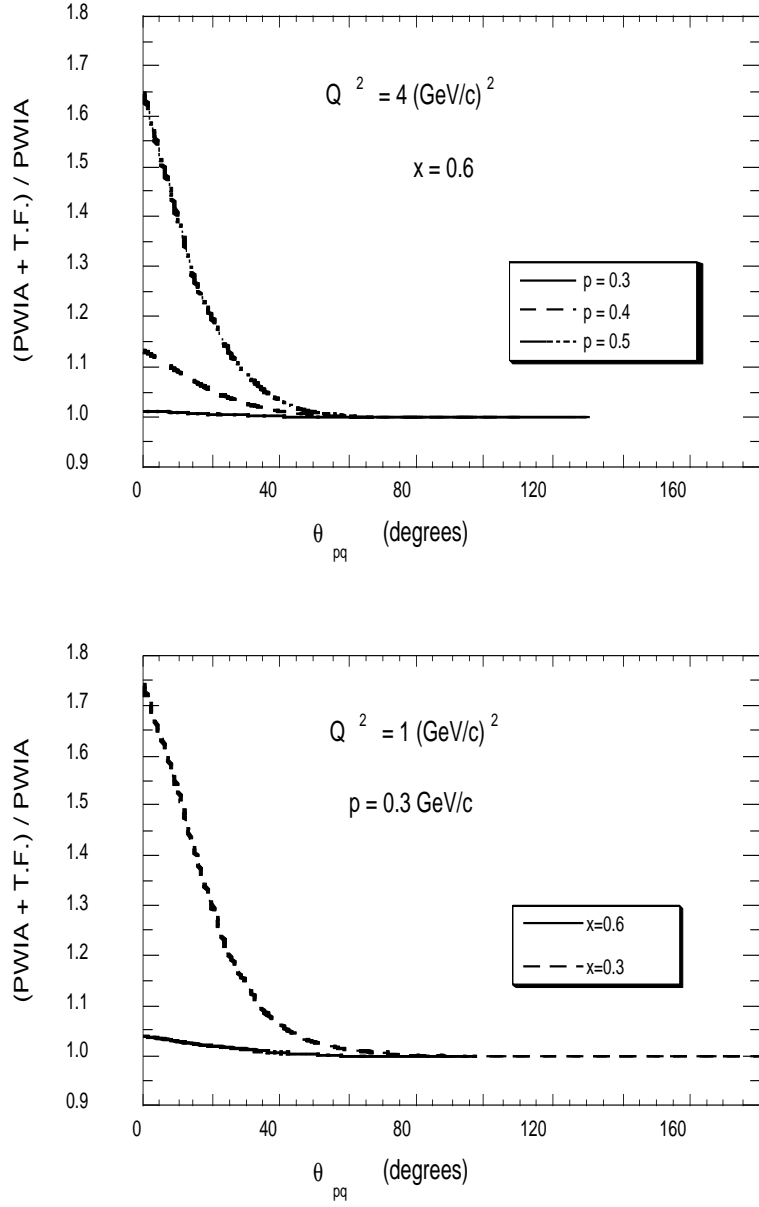 1.8
1.7
1.6
1.5
1.4
1.3
1.2
1.1
1.0
0.9
(PWIA + T.F.) / PWIA
Q 2 = 4 (GeV/c) 2
x = 0.6
p = 0.3
p = 0.4
p = 0.5
0 40 80 120 160
θ pq (degrees)
1.8
1.7
1.6
1.5
1.4
1.3
1.2
1.1
1.0
0.9
(PWIA + T.F.) / PWIA
Q 2 = 1 (GeV/c) 2
p = 0.3 GeV/c
x=0.6
x=0.3
0 40 80 120 160
θ pq (degrees)